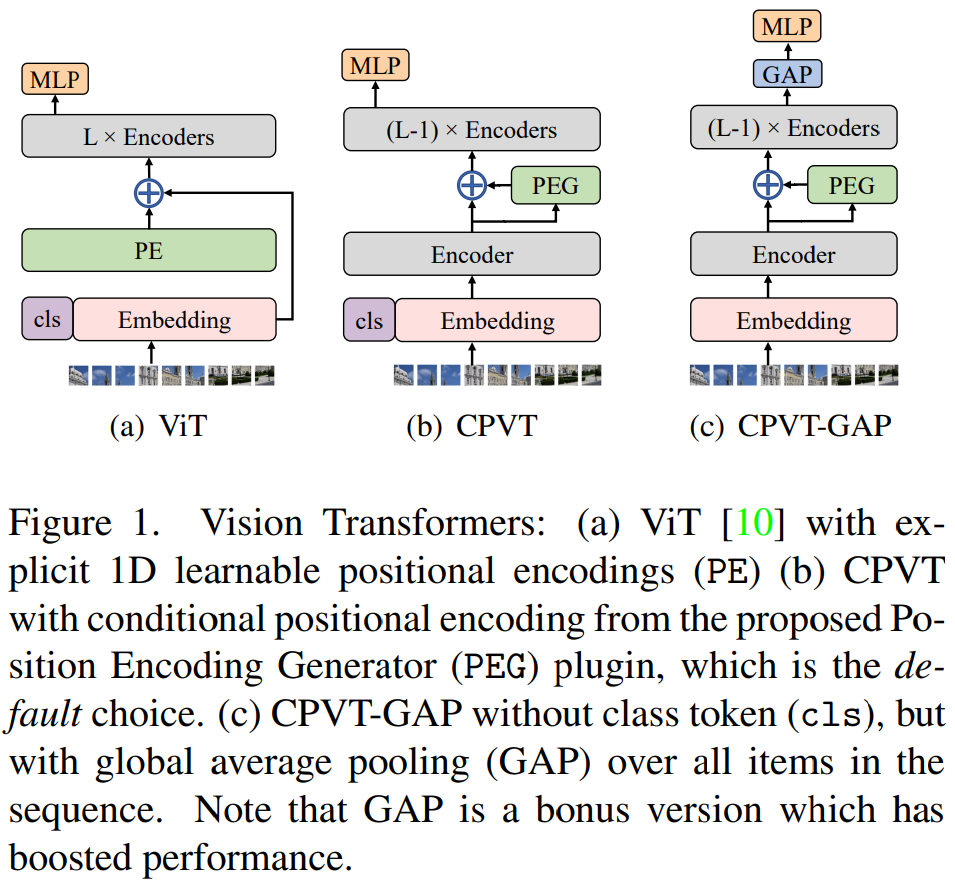 MLP
L × Encoders
PE
cls Embedding
(a) ViT
MLP
(L-1) × Encoders
PEG
Encoder
cls Embedding
(b) CPVT
MLP
GAP
(L-1) × Encoders
PEG
Encoder
Embedding
(c) CPVT-GAP
Figure 1. Vision Transformers: (a) ViT [10] with ex-
plicit 1D learnable positional encodings (PE) (b) CPVT
with conditional positional encoding from the proposed Po-
sition Encoding Generator (PEG) plugin, which is the de-
fault choice. (c) CPVT-GAP without class token (cls), but
with global average pooling (GAP) over all items in the
sequence. Note that GAP is a bonus version which has
boosted performance.